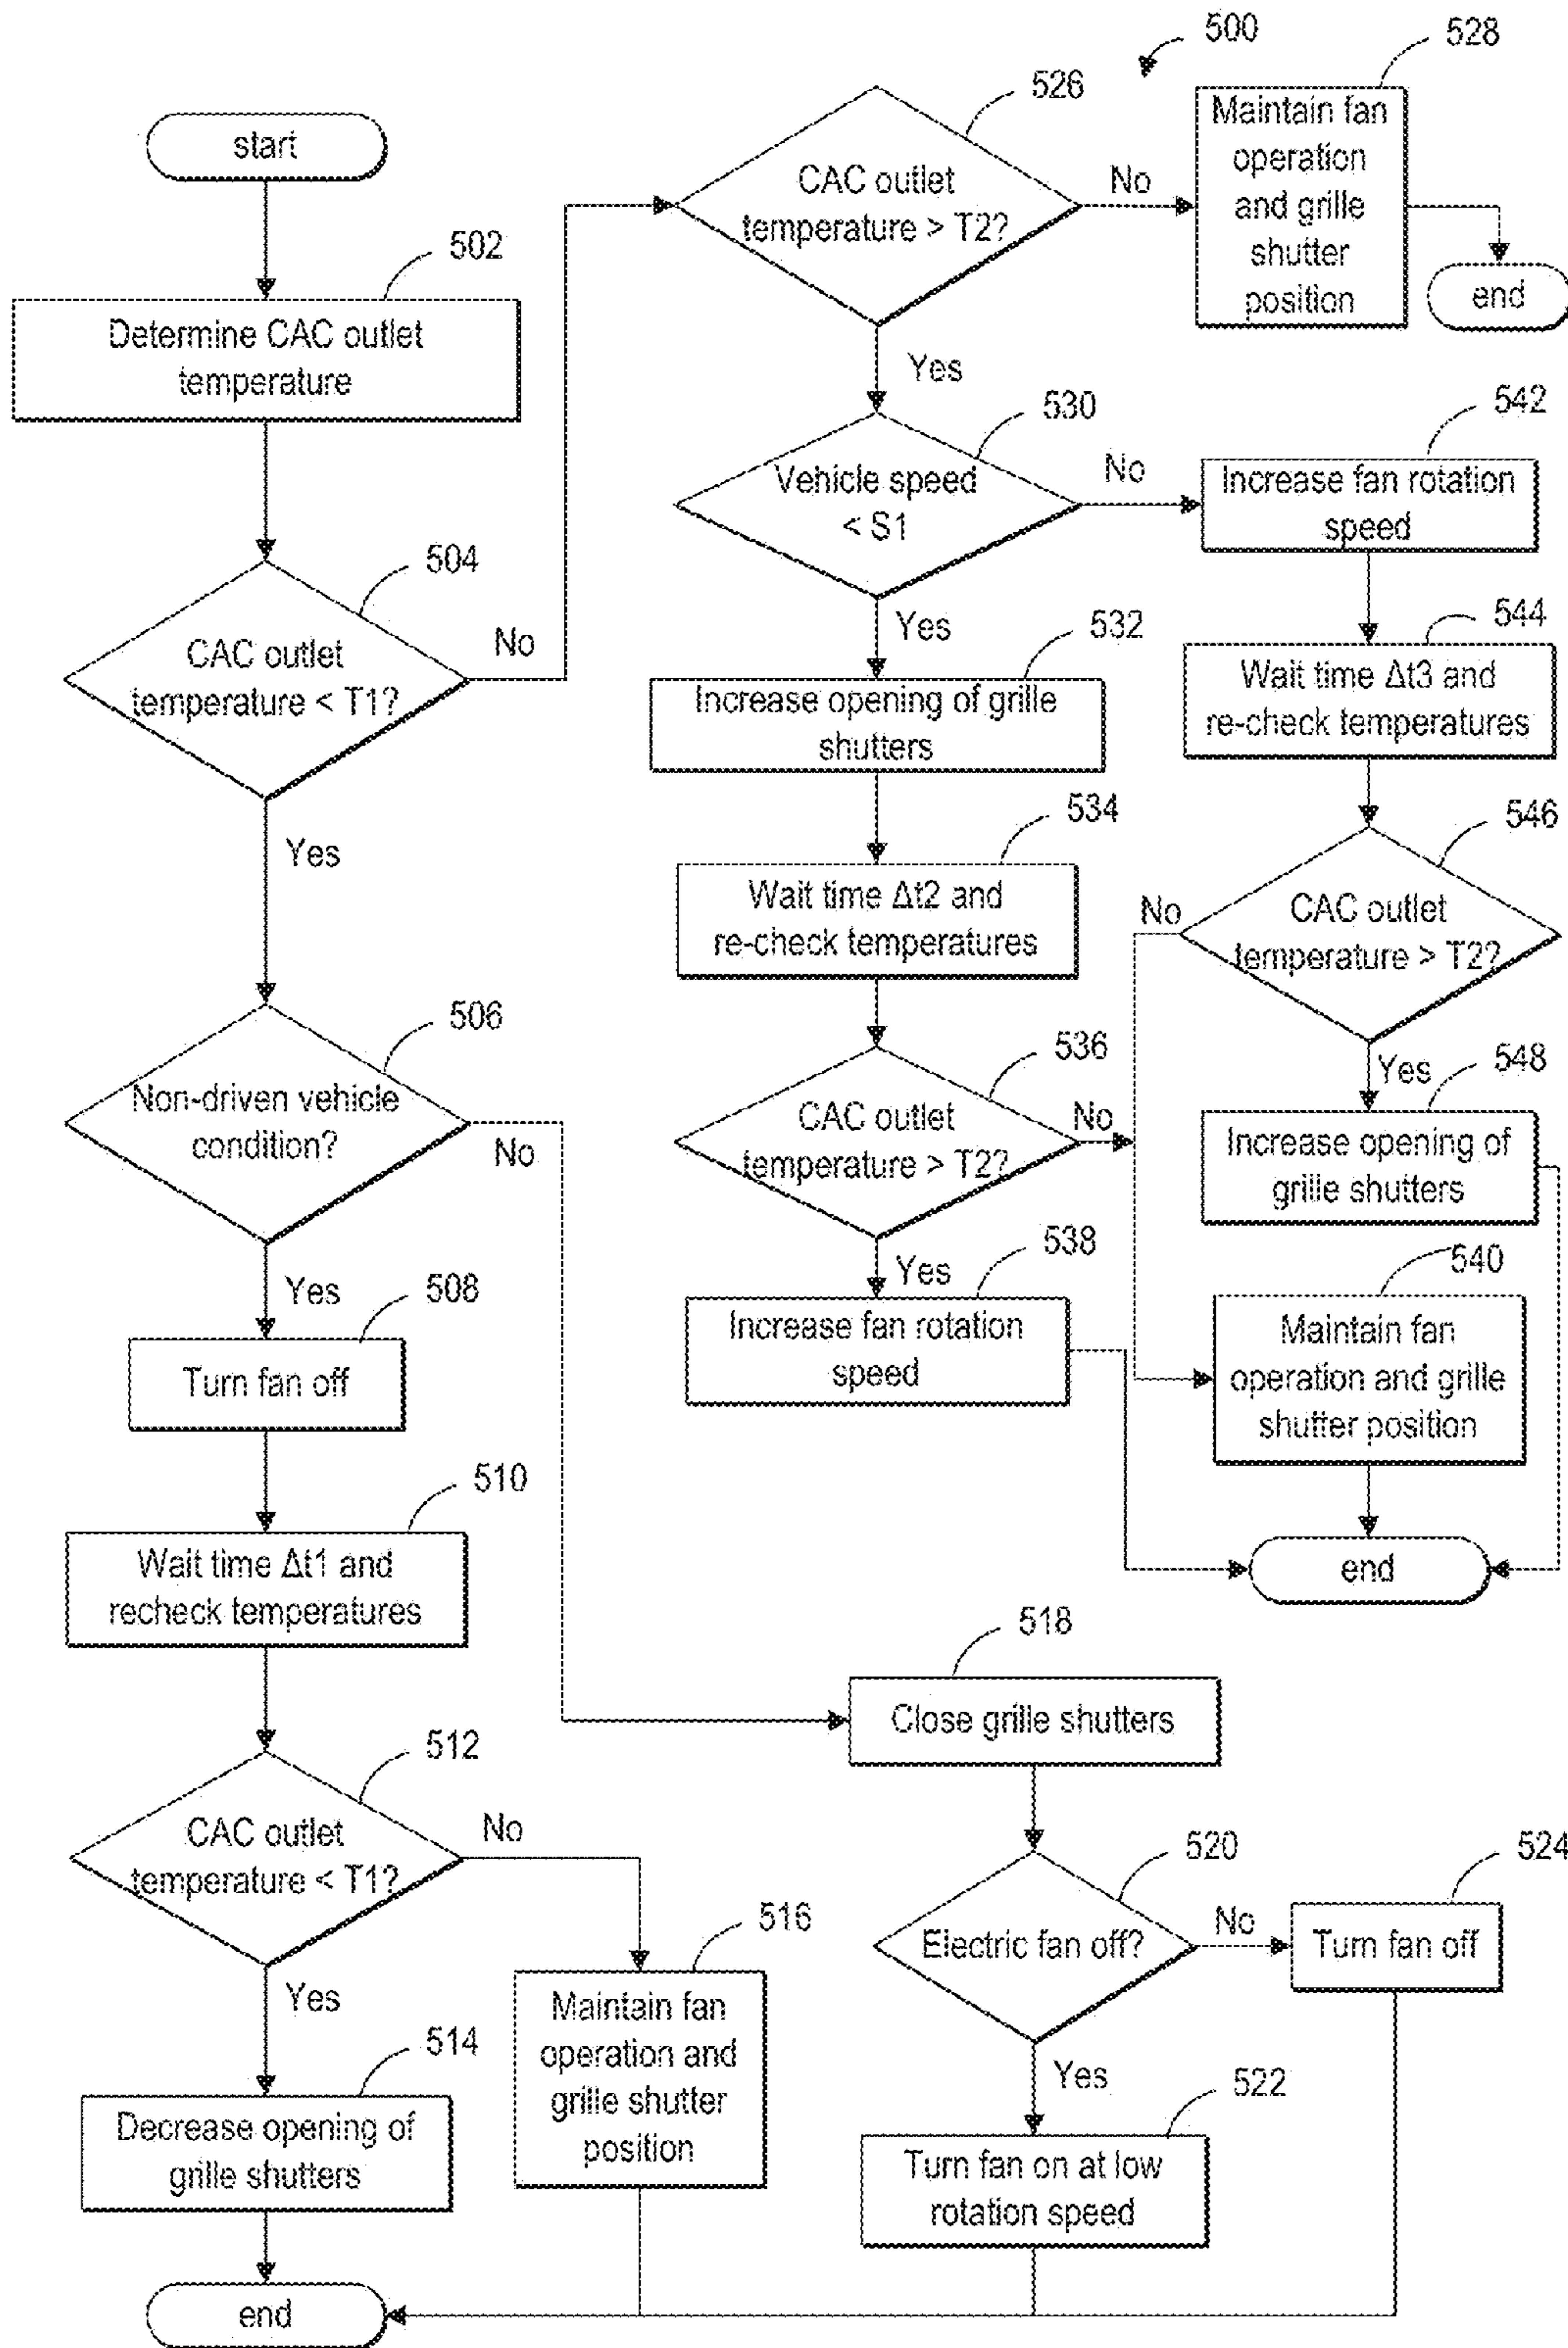 500
start
502
Determine CAC outlet
temperature
504
CAC outlet
temperature < T1?
No
Yes
506
Non-driven vehicle
condition?
No
Yes
508
Turn fan off
510
Wait time Δt1 and
recheck temperatures
512
CAC outlet
temperature < T1?
No
Yes
514
Decrease opening of
grille shutters
516
Maintain fan
operation and
grille shutter
position
end
518
Close grille shutters
520
Electric fan off?
No
524
Turn fan off
Yes
522
Turn fan on at low
rotation speed
526
CAC outlet
temperature > T2?
No
528
Maintain fan
operation
and grille
shutter
position
end
Yes
530
Vehicle speed
< S1
No
Yes
532
Increase opening of grille
shutters
534
Wait time Δt2 and
re-check temperatures
536
CAC outlet
temperature > T2?
No
Yes
538
Increase fan rotation
speed
542
Increase fan rotation
speed
544
Wait time Δt3 and
re-check temperatures
546
CAC outlet
temperature > T2?
No
Yes
548
Increase opening of
grille shutters
540
Maintain fan
operation and grille
shutter position
end